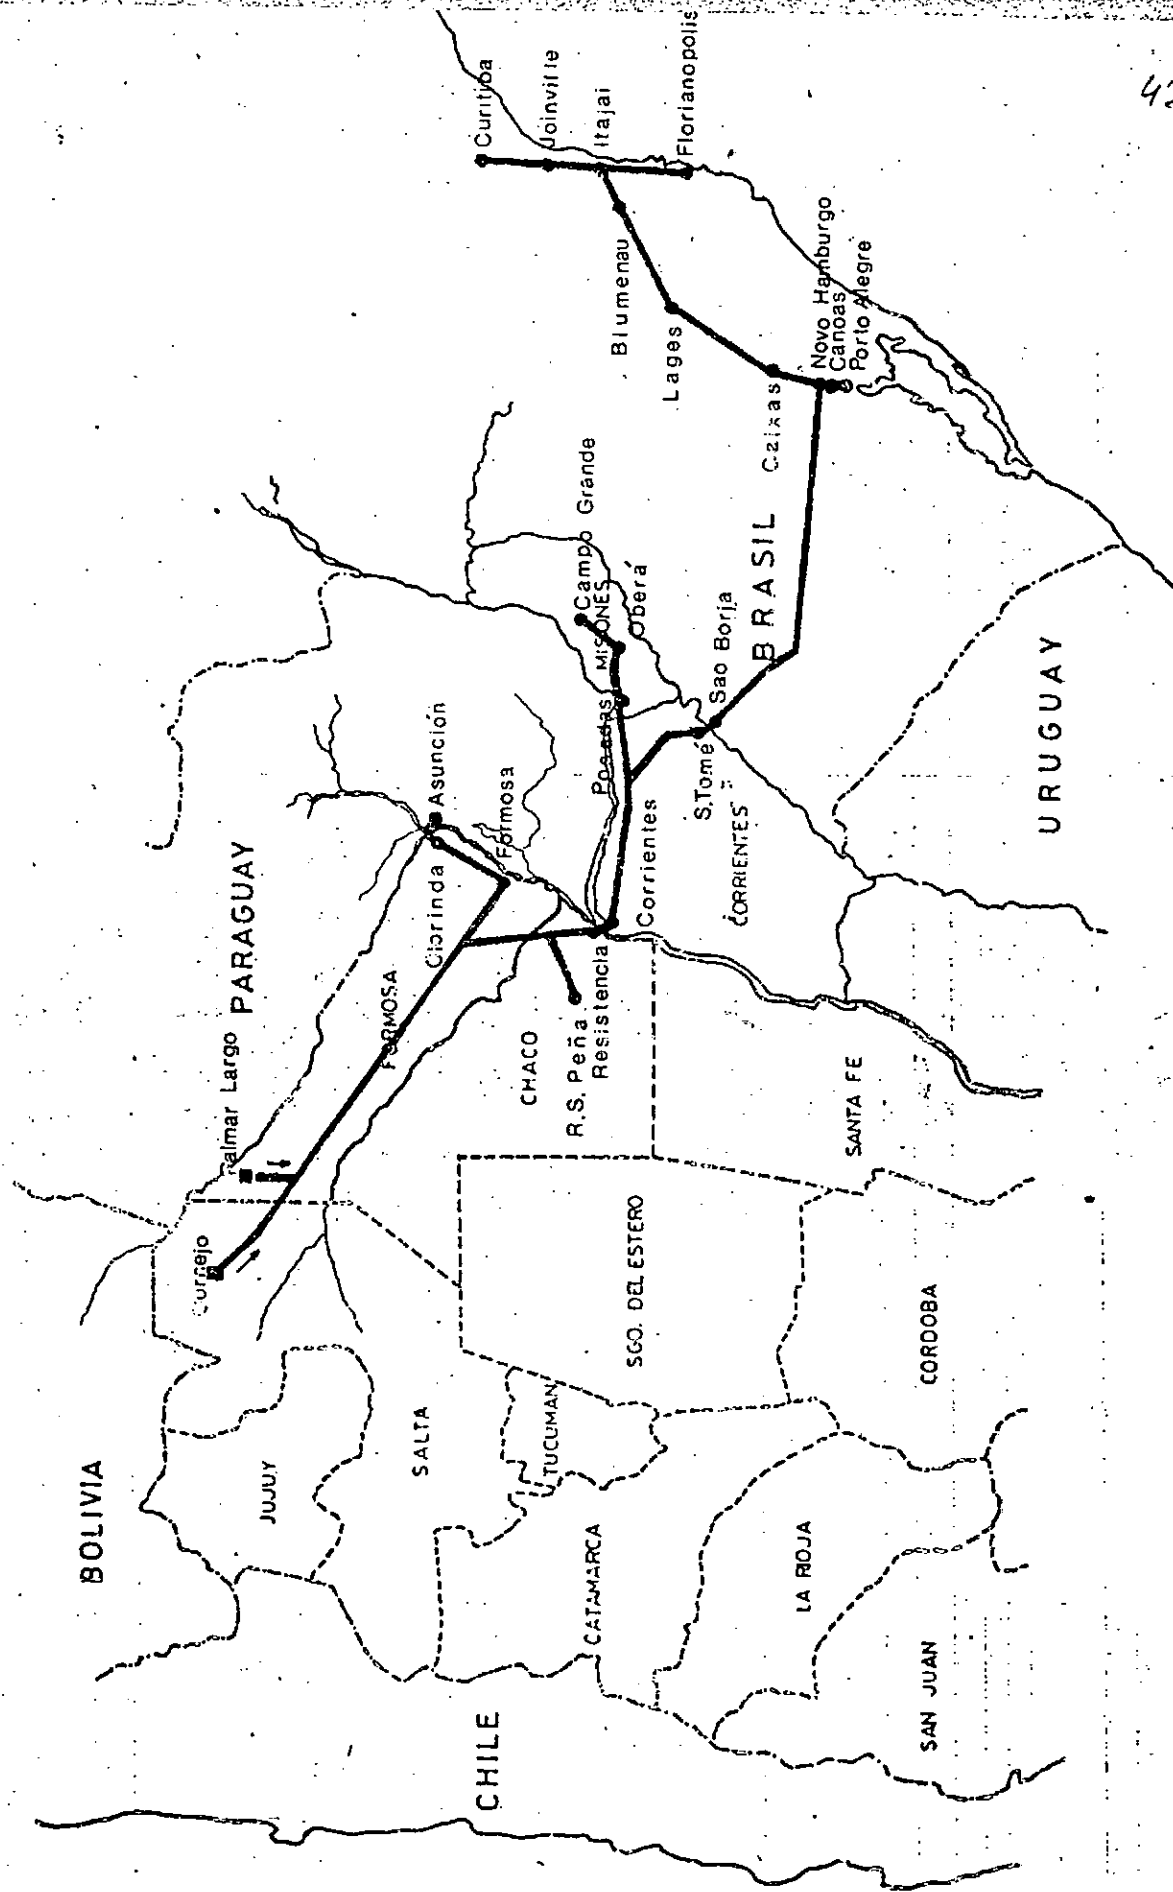 42
BOLIVIA
PARAGUAY
CHILE
BRASIL
URUGUAY
JUJUY
SALTA
TUCUMAN
CATAMARCA
LA RIOJA
SAN JUAN
SGO. DEL ESTERO
CORDOBA
SANTA FE
CHACO
FORMOSA
CORRIENTES
MISIONES
Cornejo
Palmar Largo
Clorinda
Asunción
Formosa
R.S. Peña
Resistencia
Corrientes
Posadas
Oberá
Campo Grande
S.Tomé
Sao Borja
Caixas
Novo Hamburgo
Canoas
Porto Alegre
Lages
Blumenau
Curitiba
Joinville
Itajai
Florianopolis